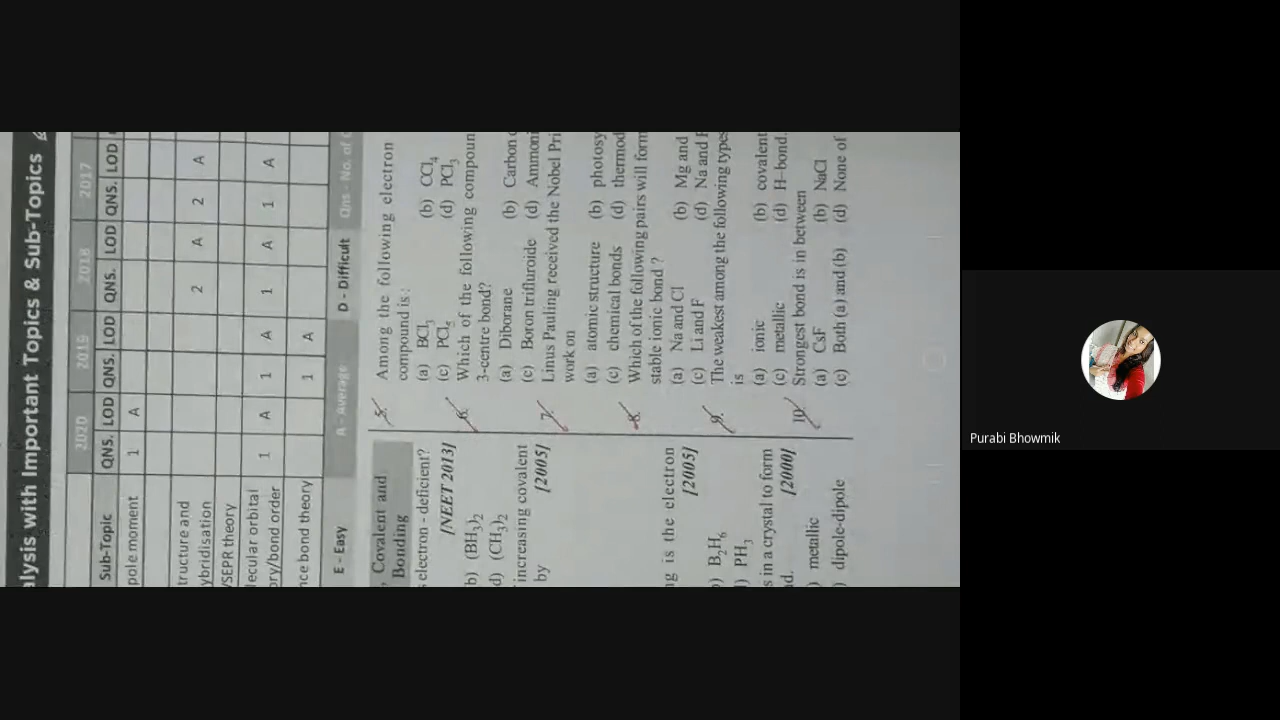 alysis with Important Topics & Sub-Topics
2020 2019 2018 2017
Sub-Topic QNS. LOD QNS. LOD QNS. LOD QNS. LOD
pole moment 1 A
tructure and
ybridisation 2 A 2 A
/SEPR theory
lecular orbital
ory/bond order 1 A 1 A 1 A 1 A
nce bond theory 1 A
E - Easy A - Average D - Difficult Qns - No. of
Covalent and
Bonding
electron - deficient?
[NEET 2013]
b) (BH3)2
d) (CH3)2
increasing covalent
by [2005]
ng is the electron
[2005]
) B2H6
) PH3
s in a crystal to form
nd. [2000]
) metallic
) dipole-dipole
5. Among the following electron
compound is :
(a) BCl3 (b) CCl4
(c) PCl5 (d) PCl3
6. Which of the following compoun
3-centre bond?
(a) Diborane (b) Carbon
(c) Boron trifluroide (d) Ammoni
7. Linus Pauling received the Nobel Pri
work on
(a) atomic structure (b) photosy
(c) chemical bonds (d) thermod
8. Which of the following pairs will form
stable ionic bond ?
(a) Na and Cl (b) Mg and
(c) Li and F (d) Na and F
9. The weakest among the following types
is
(a) ionic (b) covalent
(c) metallic (d) H-bond.
10. Strongest bond is in between
(a) CsF (b) NaCl
(c) Both (a) and (b) (d) None of
Purabi Bhowmik